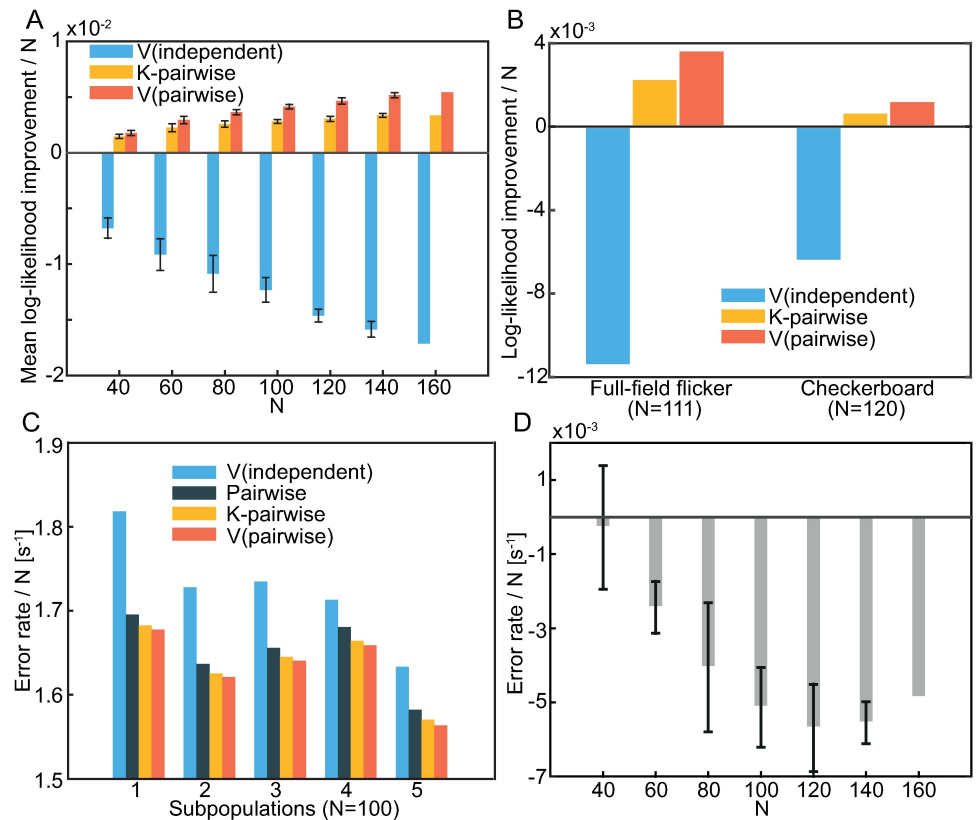 A
x10-2
Mean log-likelihood improvement / N
1
0
-1
-2
V(independent)
K-pairwise
V(pairwise)
40 60 80 100 120 140 160
N
B
x10-3
Log-likelihood improvement / N
4
0
-4
-8
-12
V(independent)
K-pairwise
V(pairwise)
Full-field flicker
(N=111)
Checkerboard
(N=120)
C
Error rate / N [s-1]
1.9
1.8
1.7
1.6
1.5
V(independent)
Pairwise
K-pairwise
V(pairwise)
1 2 3 4 5
Subpopulations (N=100)
D
x10-3
Error rate / N [s-1]
1
-1
-3
-5
-7
40 60 80 100 120 140 160
N